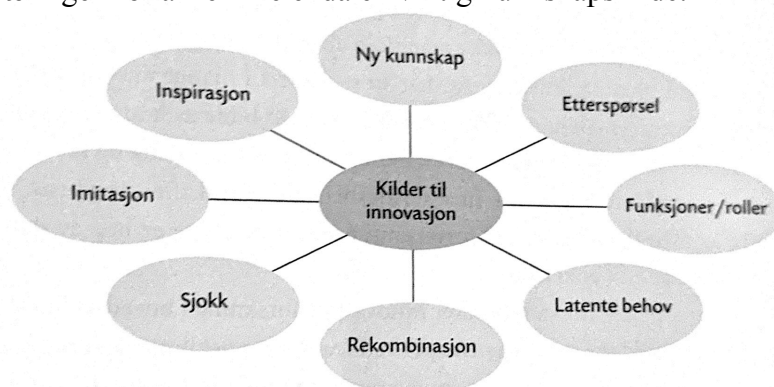 Ny kunnskap
Inspirasjon
Etterspørsel
Imitasjon
Kilder til
innovasjon
Funksjoner/roller
Sjokk
Latente behov
Rekombinasjon